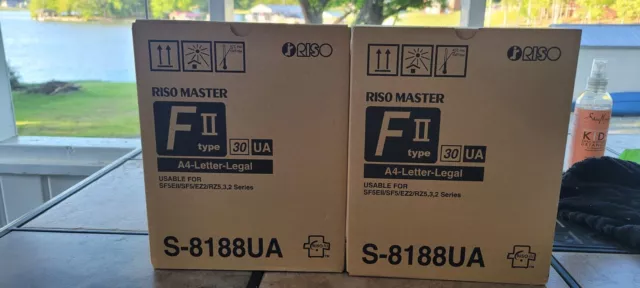 RISO
RISO MASTER
F II
type
30 UA
A4-Letter-Legal
USABLE FOR
SF5EII/SF5/EZ2/RZ5,3,2 Series
S-8188UA
RISO
RISO MASTER
F II
type
30 UA
A4-Letter-Legal
USABLE FOR
SF5EII/SF5/EZ2/RZ5,3,2 Series
S-8188UA